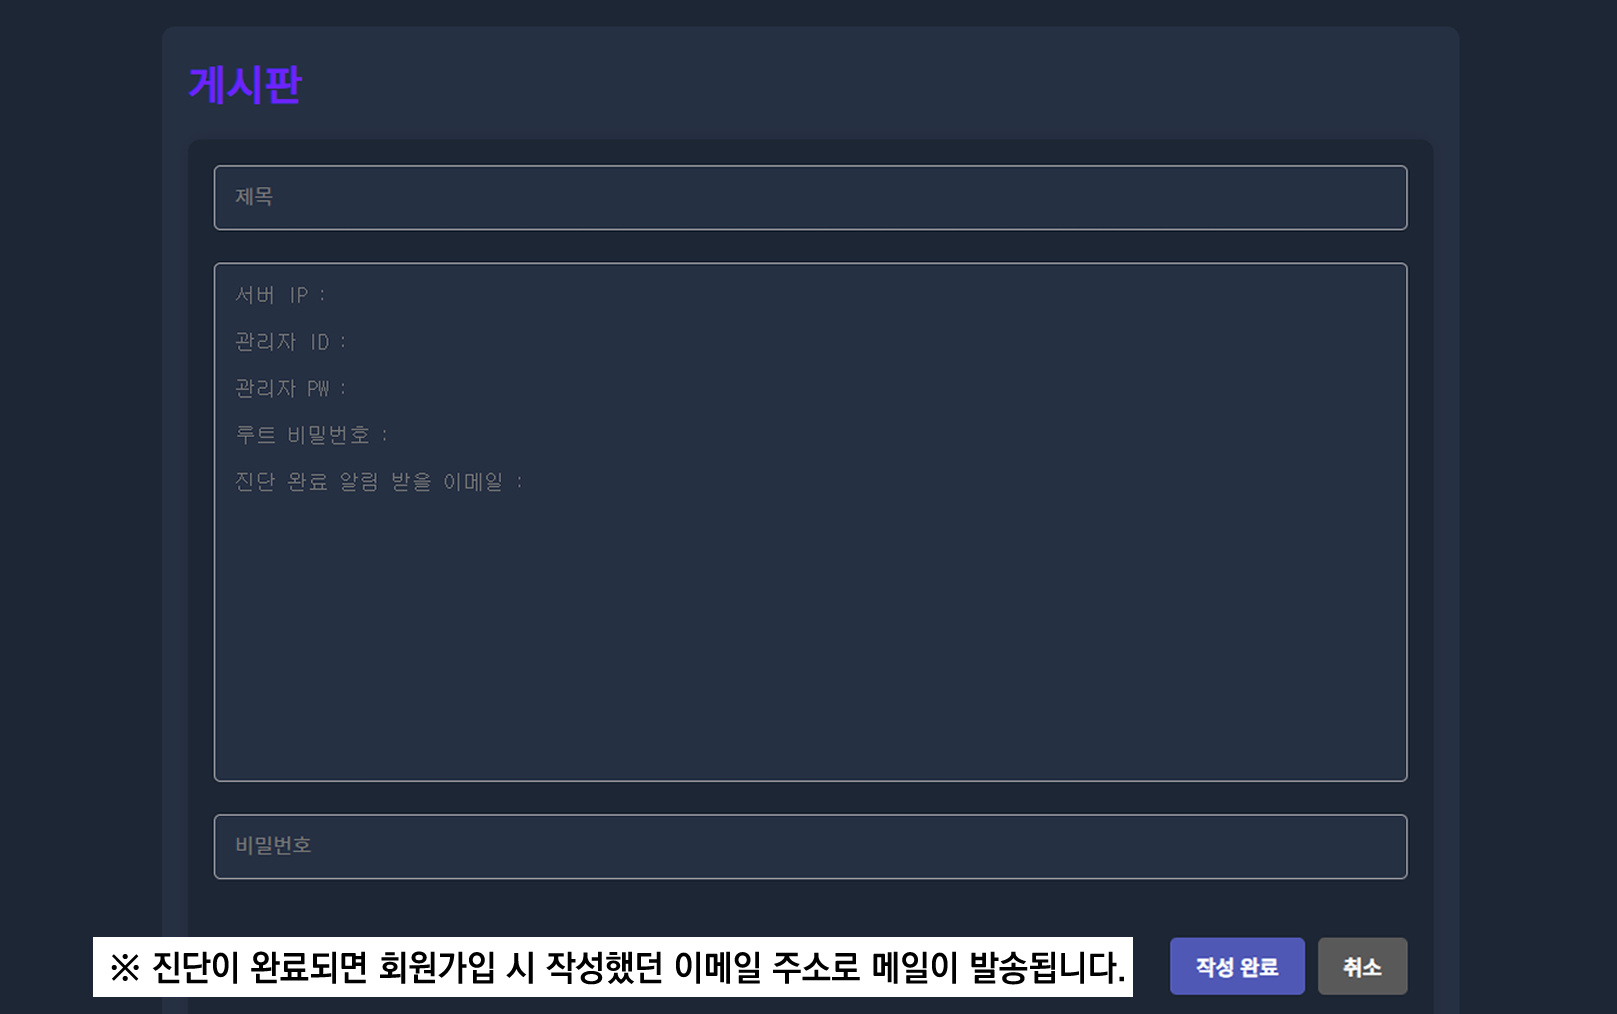 게시판
제목
서버 IP :
관리자 ID :
관리자 PW :
루트 비밀번호 :
진단 완료 알림 받을 이메일 :
비밀번호
※ 진단이 완료되면 회원가입 시 작성했던 이메일 주소로 메일이 발송됩니다.
작성 완료
취소